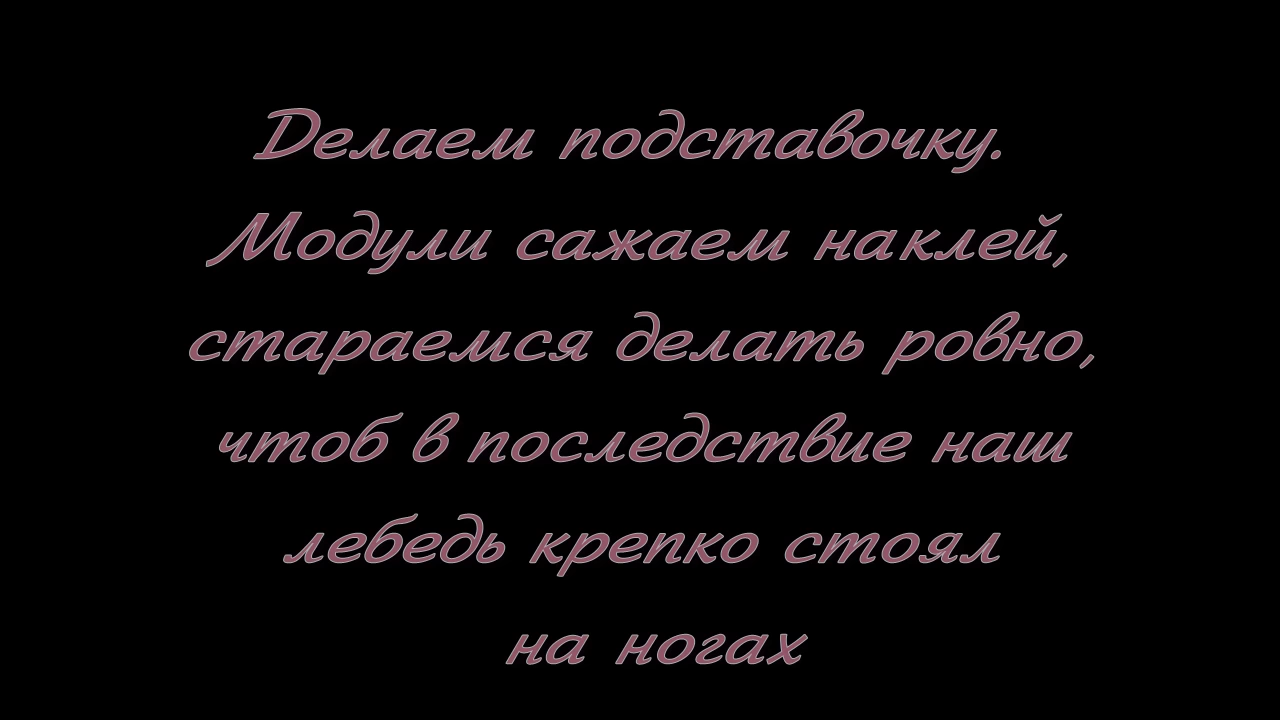 Делаем подставочку.
Модули сажаем наклей,
стараемся делать ровно,
чтоб в последствие наш
лебедь крепко стоял
на ногах